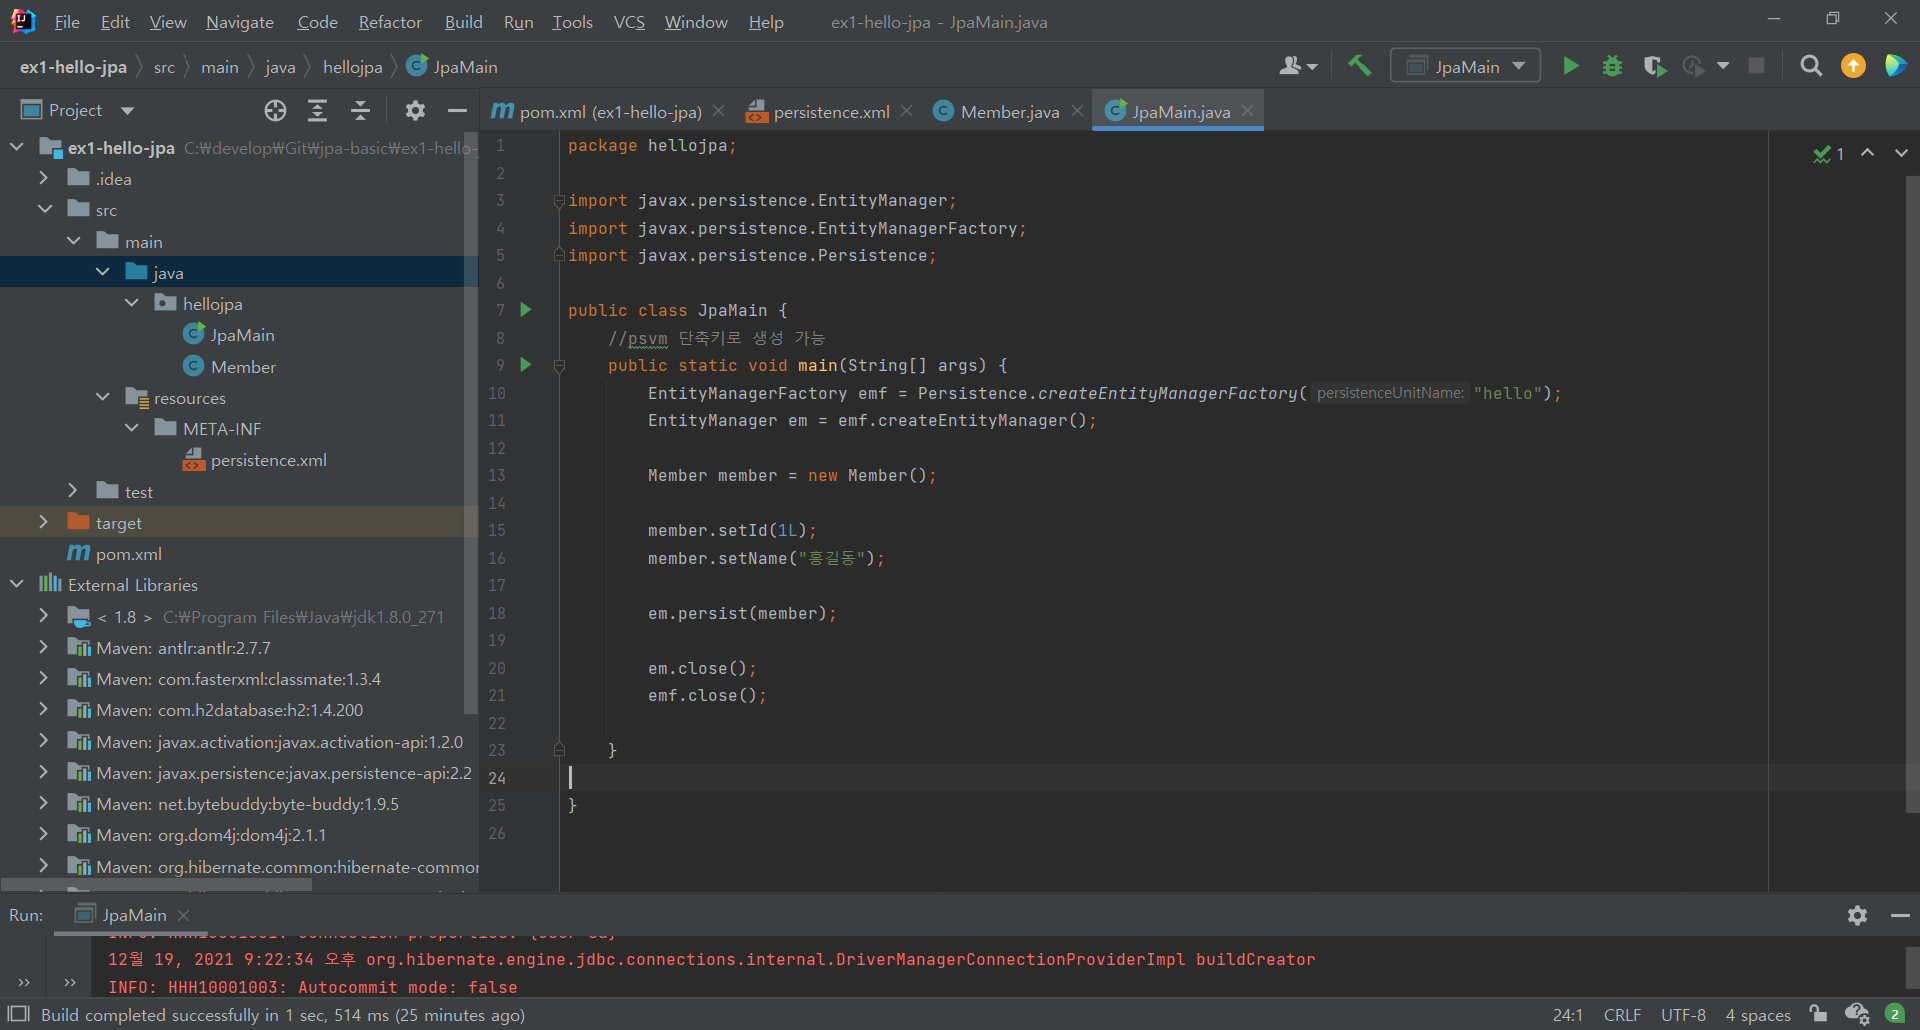 File Edit View Navigate Code Refactor Build Run Tools VCS Window Help ex1-hello-jpa - JpaMain.java
ex1-hello-jpa src main java hellojpa JpaMain
JpaMain
Project
pom.xml (ex1-hello-jpa) persistence.xml Member.java JpaMain.java
ex1-hello-jpa C:₩develop₩Git₩jpa-basic₩ex1-hello-
.idea
src
main
java
hellojpa
JpaMain
Member
resources
META-INF
persistence.xml
test
target
pom.xml
External Libraries
< 1.8 > C:₩Program Files₩Java₩jdk1.8.0_271
Maven: antlr:antlr:2.7.7
Maven: com.fasterxml:classmate:1.3.4
Maven: com.h2database:h2:1.4.200
Maven: javax.activation:javax.activation-api:1.2.0
Maven: javax.persistence:javax.persistence-api:2.2
Maven: net.bytebuddy:byte-buddy:1.9.5
Maven: org.dom4j:dom4j:2.1.1
Maven: org.hibernate.common:hibernate-common
1
1 package hellojpa;
2
3 import javax.persistence.EntityManager;
4 import javax.persistence.EntityManagerFactory;
5 import javax.persistence.Persistence;
6
7 public class JpaMain {
8 //psvm 단축키로 생성 가능
9 public static void main(String[] args) {
10 EntityManagerFactory emf = Persistence.createEntityManagerFactory( persistenceUnitName: "hello");
11 EntityManager em = emf.createEntityManager();
12
13 Member member = new Member();
14
15 member.setId(1L);
16 member.setName("홍길동");
17
18 em.persist(member);
19
20 em.close();
21 emf.close();
22
23 }
24
25 }
26
Run: JpaMain
12월 19, 2021 9:22:34 오후 org.hibernate.engine.jdbc.connections.internal.DriverManagerConnectionProviderImpl buildCreator
INFO: HHH10001003: Autocommit mode: false
Build completed successfully in 1 sec, 514 ms (25 minutes ago) 24:1 CRLF UTF-8 4 spaces 2